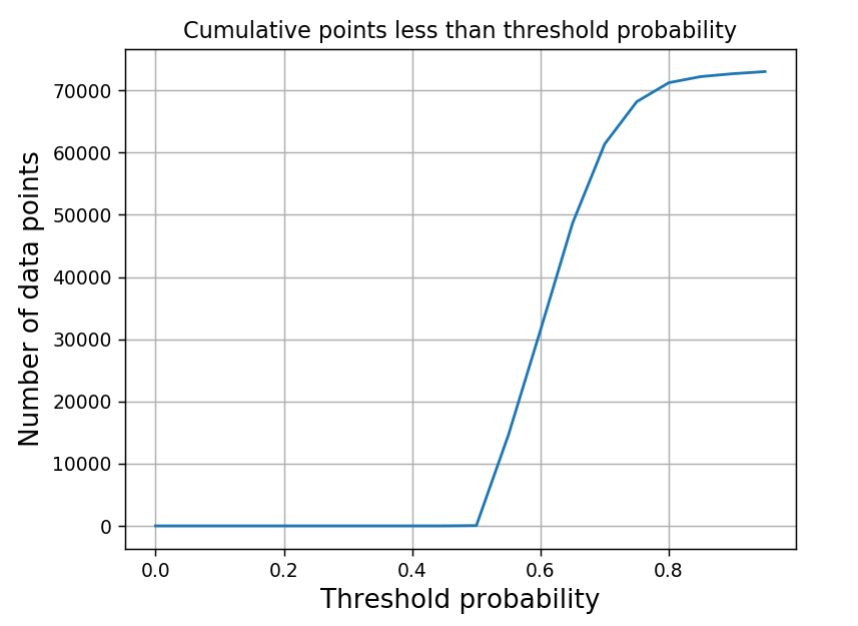 Cumulative points less than threshold probability
Number of data points
70000
60000
50000
40000
30000
20000
10000
0
0.0 0.2 0.4 0.6 0.8
Threshold probability